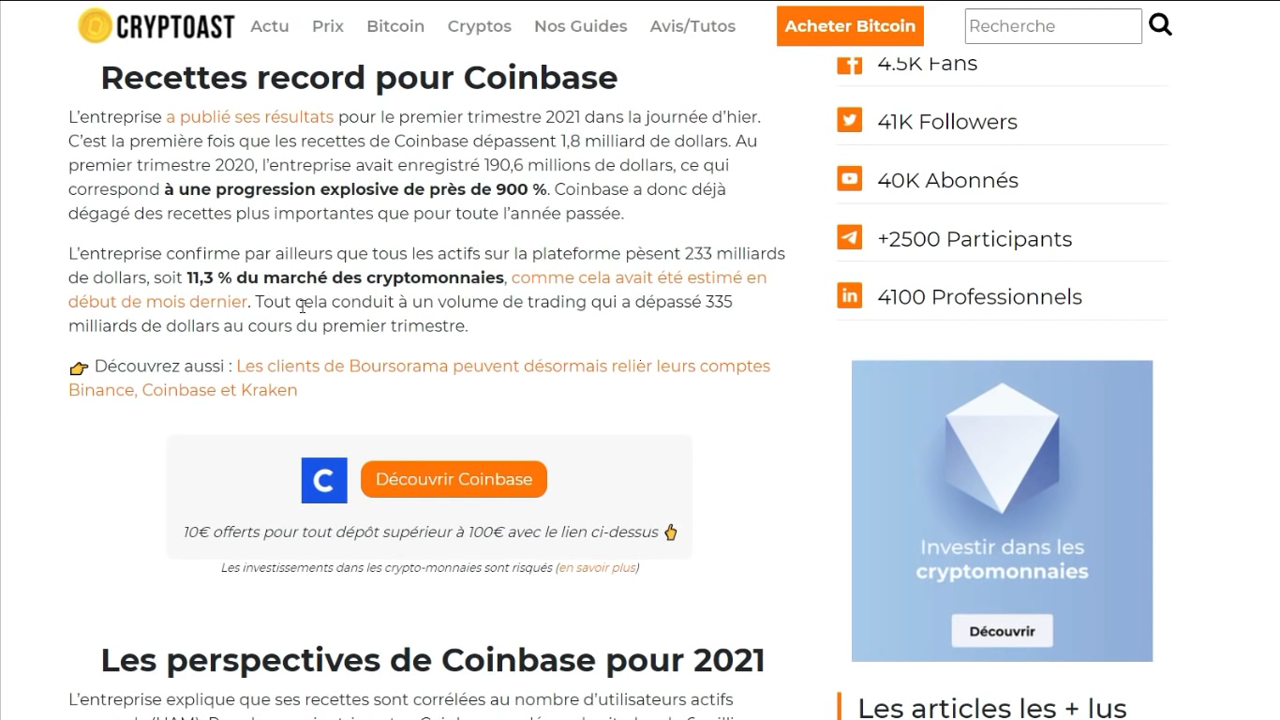 CRYPTOAST Actu Prix Bitcoin Cryptos Nos Guides Avis/Tutos Acheter Bitcoin Recherche
Recettes record pour Coinbase
L'entreprise a publié ses résultats pour le premier trimestre 2021 dans la journée d'hier.
C'est la première fois que les recettes de Coinbase dépassent 1,8 milliard de dollars. Au
premier trimestre 2020, l'entreprise avait enregistré 190,6 millions de dollars, ce qui
correspond à une progression explosive de près de 900 %. Coinbase a donc déjà
dégagé des recettes plus importantes que pour toute l'année passée.
L'entreprise confirme par ailleurs que tous les actifs sur la plateforme pèsent 233 milliards
de dollars, soit 11,3 % du marché des cryptomonnaies, comme cela avait été estimé en
début de mois dernier. Tout cela conduit à un volume de trading qui a dépassé 335
milliards de dollars au cours du premier trimestre.
👉 Découvrez aussi : Les clients de Boursorama peuvent désormais relier leurs comptes
Binance, Coinbase et Kraken
C Découvrir Coinbase
10€ offerts pour tout dépôt supérieur à 100€ avec le lien ci-dessus 👆
Les investissements dans les crypto-monnaies sont risqués (en savoir plus)
Les perspectives de Coinbase pour 2021
L'entreprise explique que ses recettes sont corrélées au nombre d'utilisateurs actifs
4.5K Fans
41K Followers
40K Abonnés
+2500 Participants
4100 Professionnels
Investir dans les
cryptomonnaies
Découvrir
Les articles les + lus